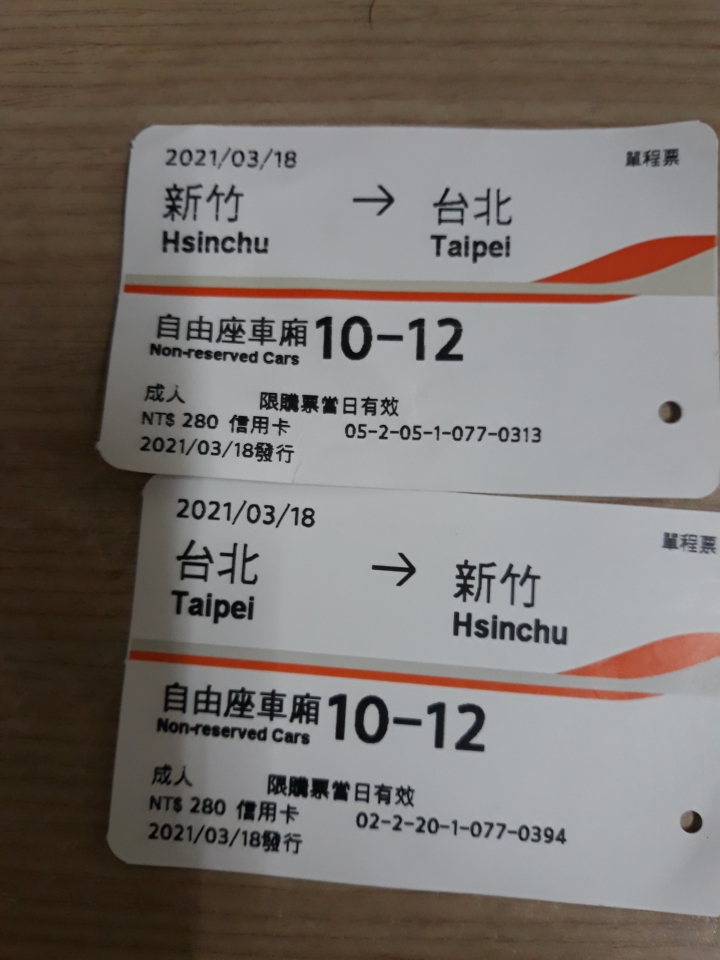 2021/03/18 單程票
新竹 → 台北
Hsinchu Taipei
自由座車廂 10-12
Non-reserved Cars
成人 限購票當日有效
NT$ 280 信用卡 05-2-05-1-077-0313
2021/03/18發行
2021/03/18 單程票
台北 → 新竹
Taipei Hsinchu
自由座車廂 10-12
Non-reserved Cars
成人 限購票當日有效
NT$ 280 信用卡 02-2-20-1-077-0394
2021/03/18發行